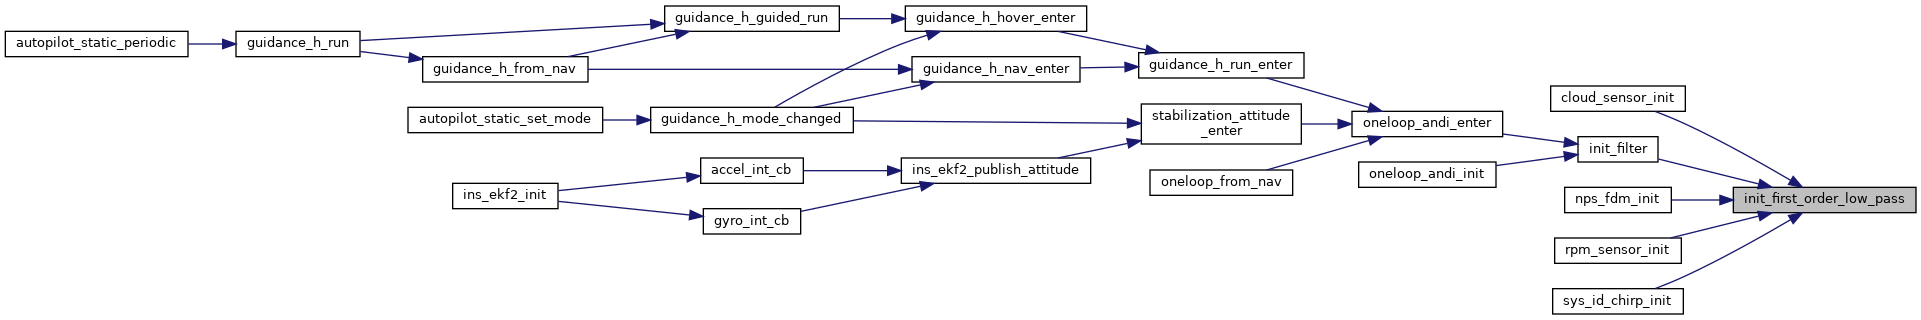 autopilot_static_periodic
guidance_h_run
guidance_h_guided_run
guidance_h_from_nav
guidance_h_hover_enter
guidance_h_nav_enter
guidance_h_run_enter
autopilot_static_set_mode
guidance_h_mode_changed
stabilization_attitude
_enter
oneloop_andi_enter
ins_ekf2_init
accel_int_cb
gyro_int_cb
ins_ekf2_publish_attitude
oneloop_from_nav
oneloop_andi_init
init_filter
cloud_sensor_init
nps_fdm_init
rpm_sensor_init
sys_id_chirp_init
init_first_order_low_pass